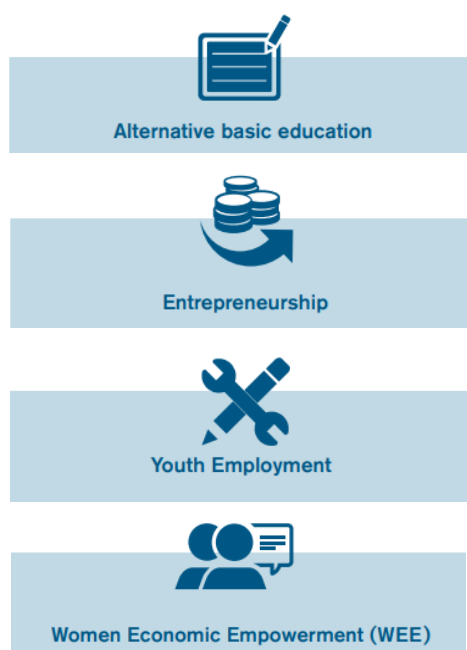 Alternative basic education
Entrepreneurship
Youth Employment
Women Economic Empowerment (WEE)